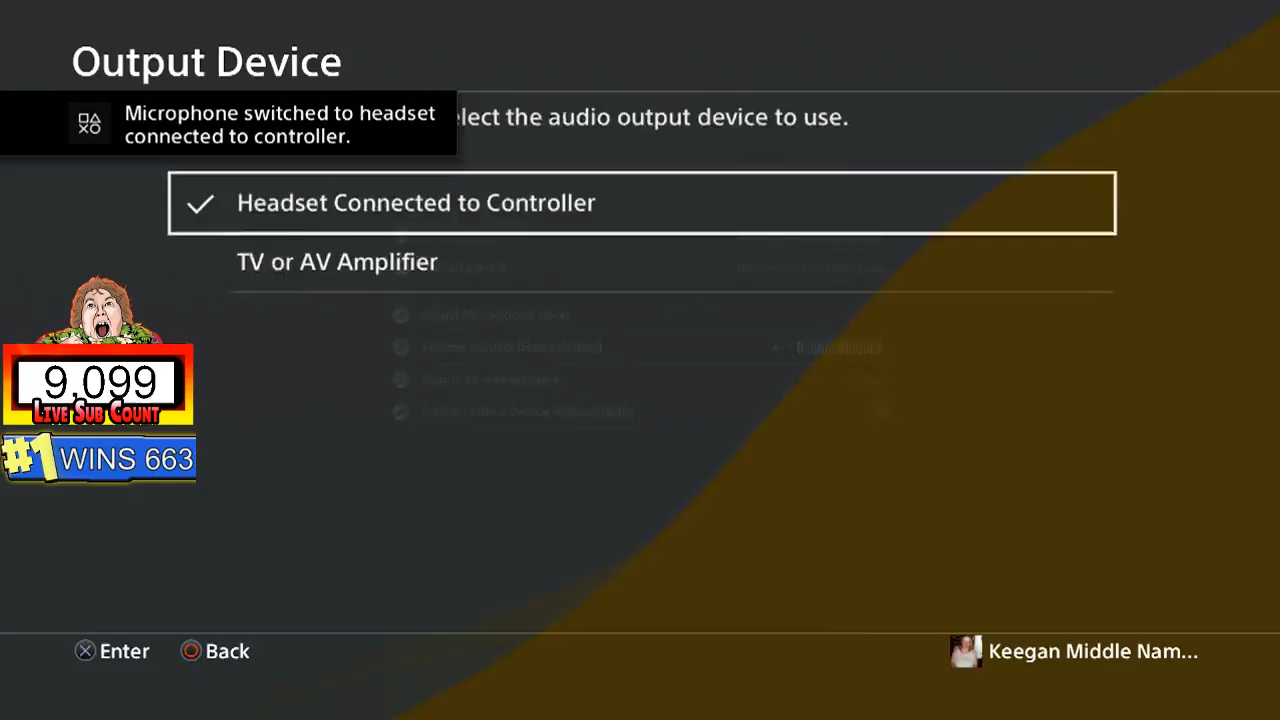 Output Device
Microphone switched to headset
connected to controller.
elect the audio output device to use.
Headset Connected to Controller
TV or AV Amplifier
9,099
LIVE SUB COUNT
#1 WINS 663
Enter
Back
Keegan Middle Nam...